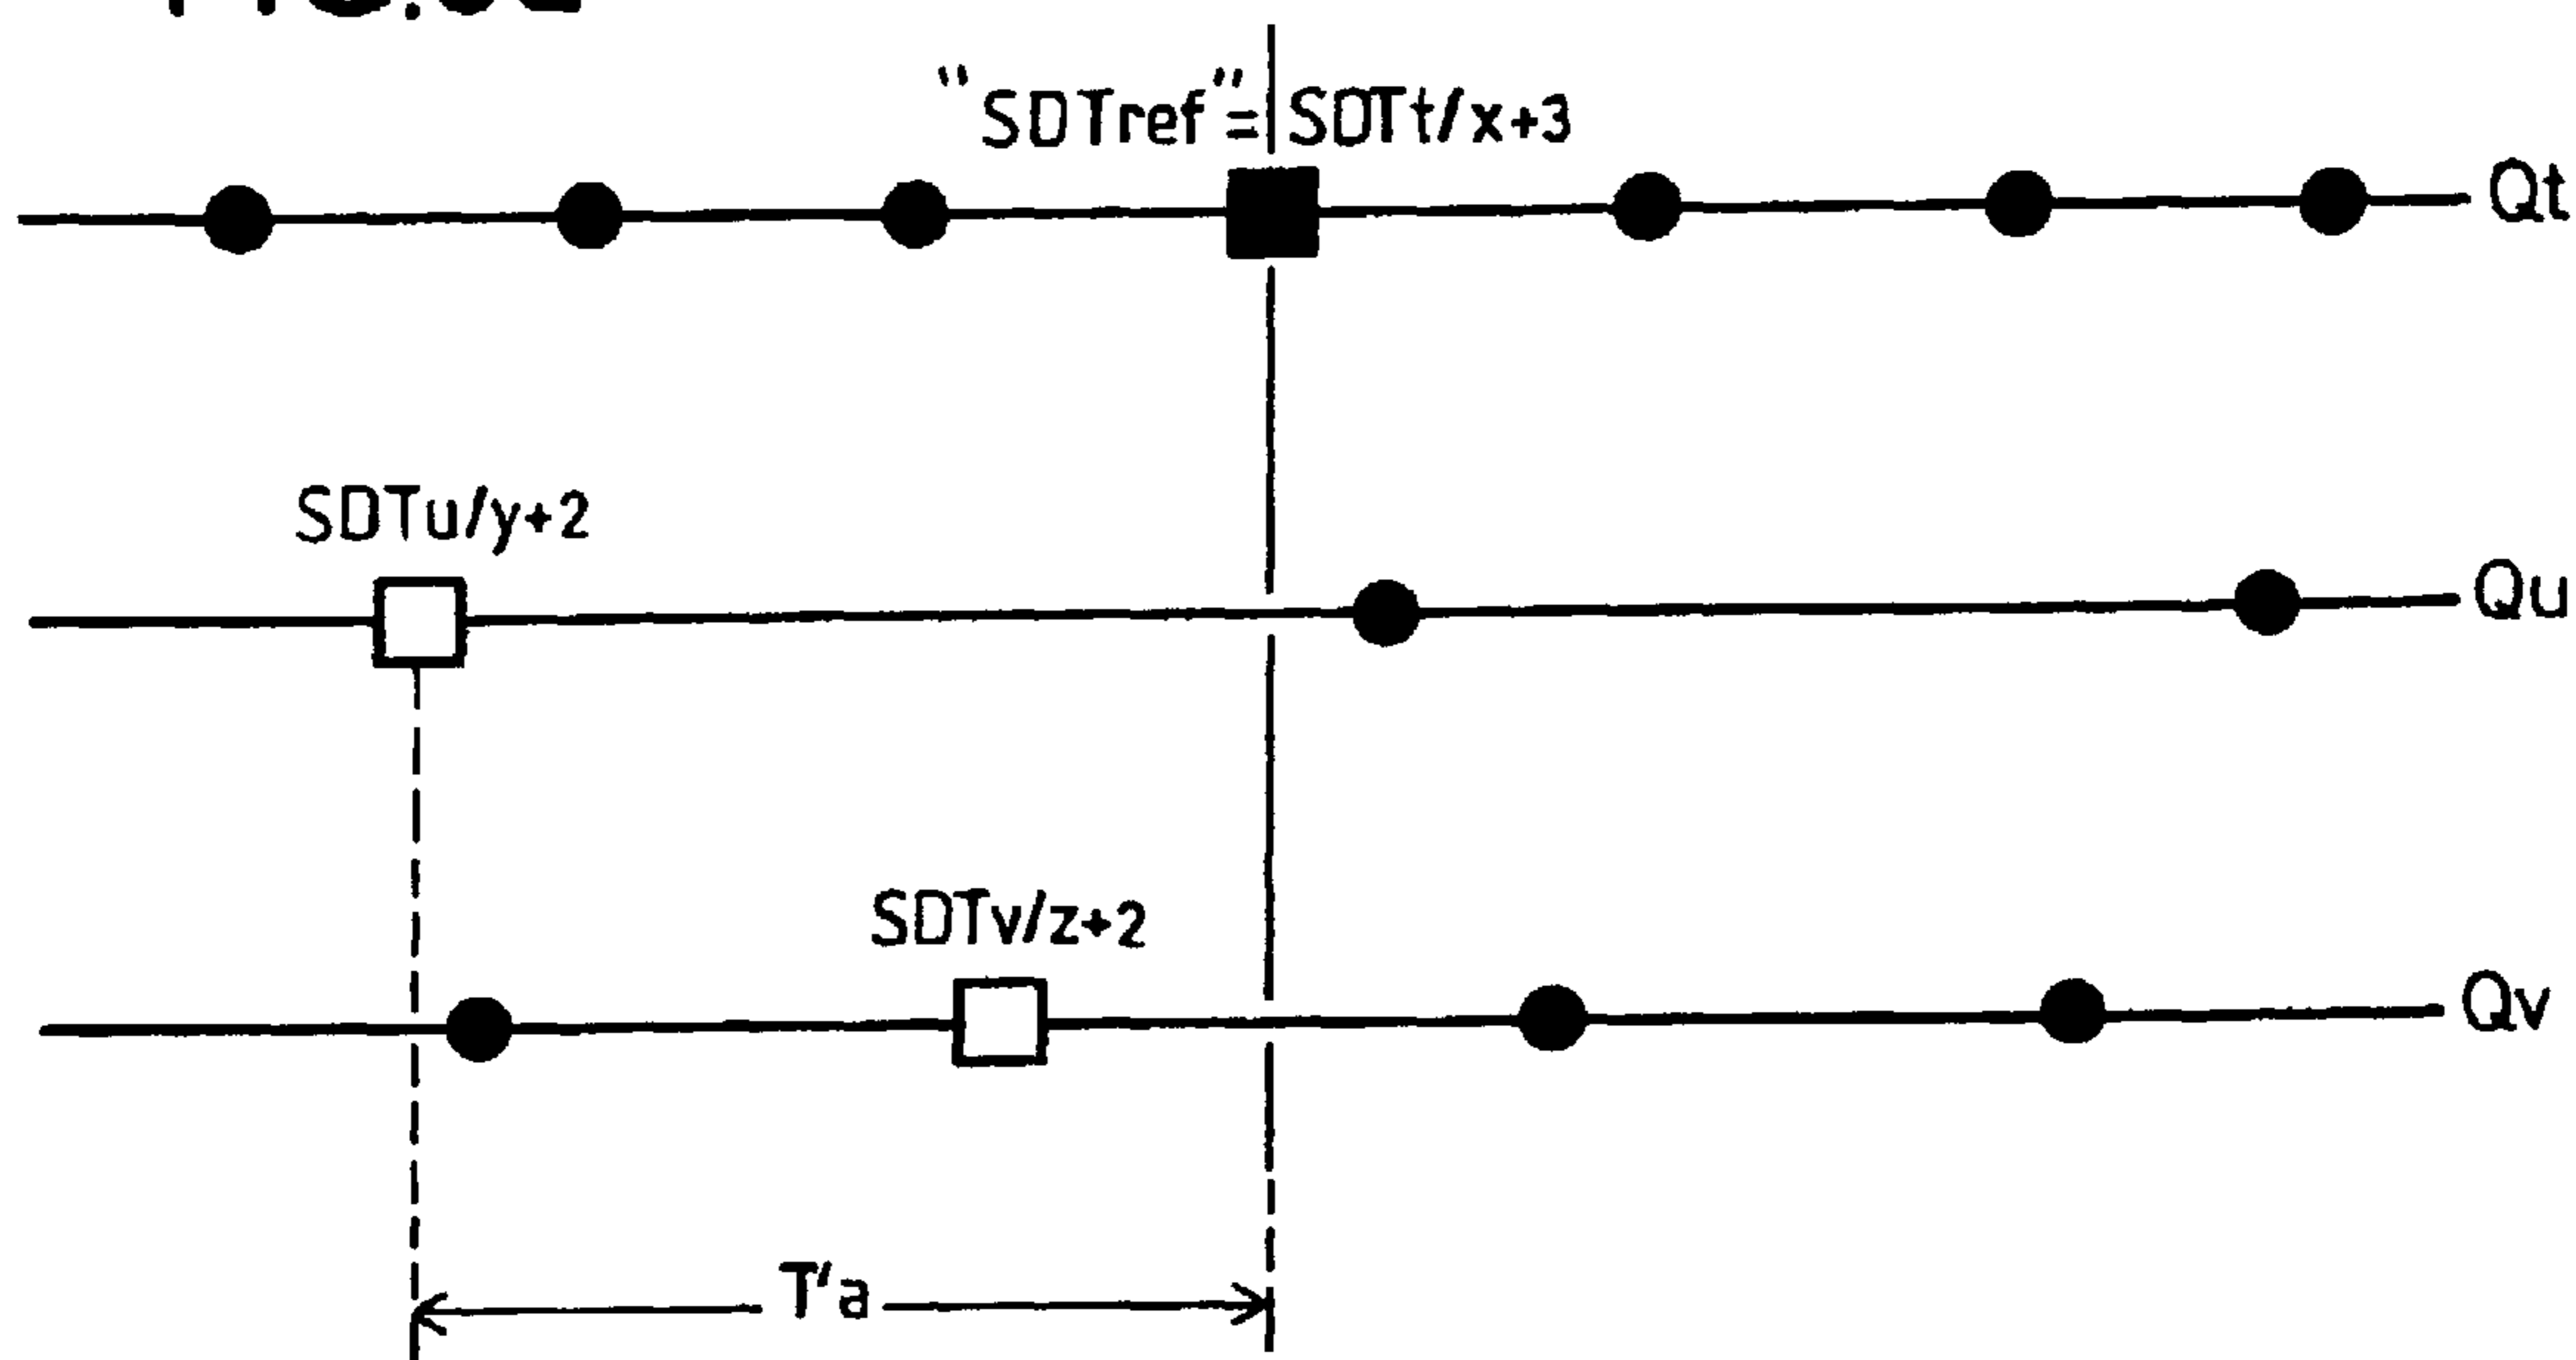 "SDTref"= SDTt/x+3
Qt
SDTu/y+2
Qu
SDTv/z+2
Qv
T'a